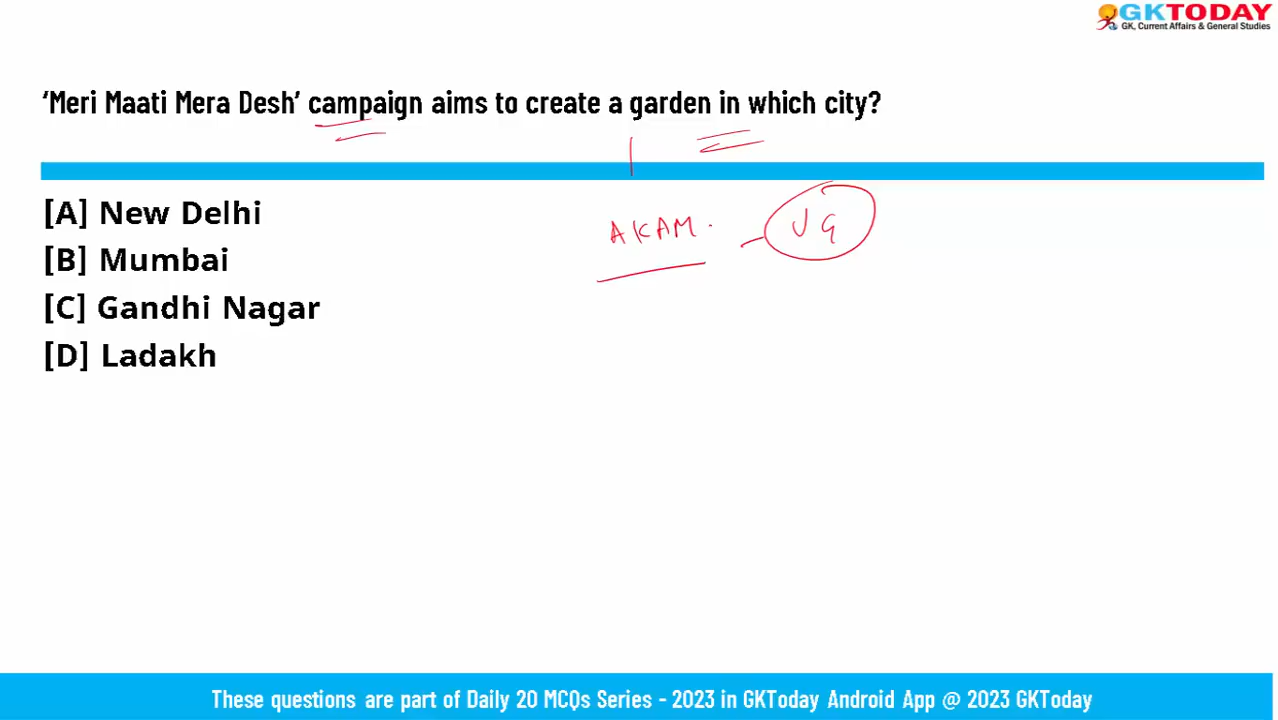 GKTODAY
GK, Current Affairs & General Studies
‘Meri Maati Mera Desh’ campaign aims to create a garden in which city?
[A] New Delhi
AKAM.
[B] Mumbai
[C] Gandhi Nagar
[D] Ladakh
These questions are part of Daily 20 MCQs Series - 2023 in GKToday Android App @ 2023 GKToday